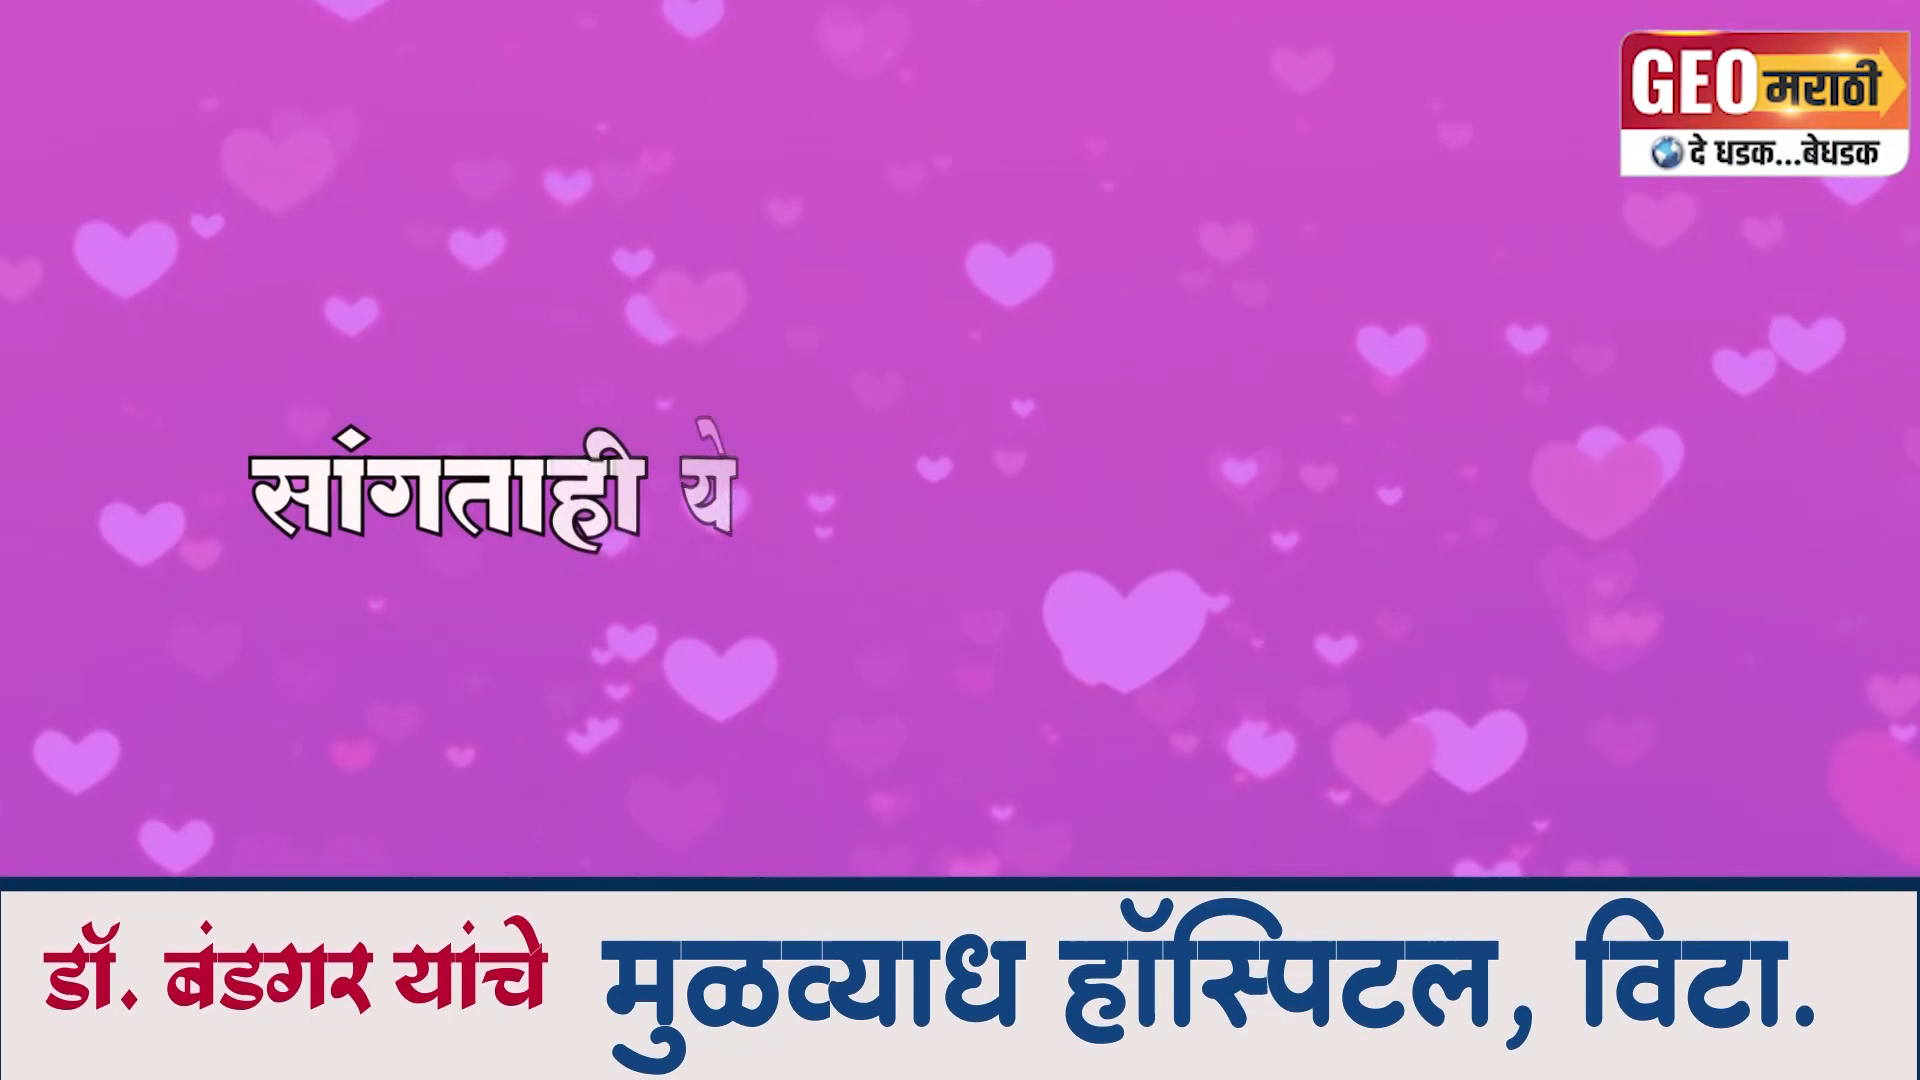 GEO मराठी
दे धडक...बेधडक
सांगताही ये
डॉ. बंडगर यांचे मुळव्याध हॉस्पिटल, विटा.